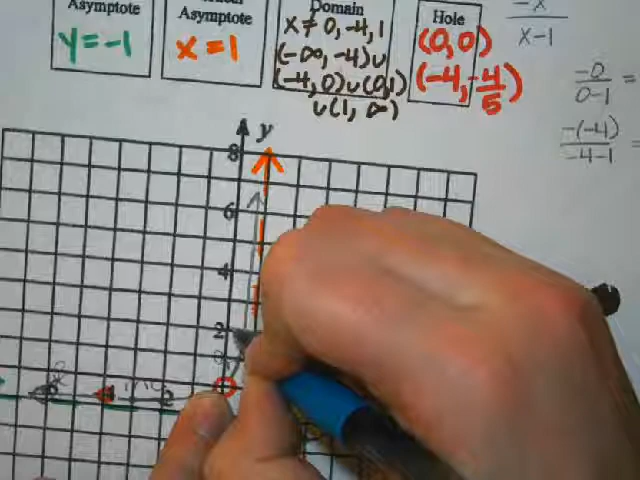 Asymptote
y = -1
Asymptote
x = 1
Domain
x ≠ 0, -4, 1
(-∞, -4) ∪
(-4, 0) ∪ (0, 1)
∪ (1, ∞)
Hole
(0, 0)
(-4, -4/5)
-x
x-1
-0
0-1 =
-(-4)
-4-1 =
y
8
6
4
2